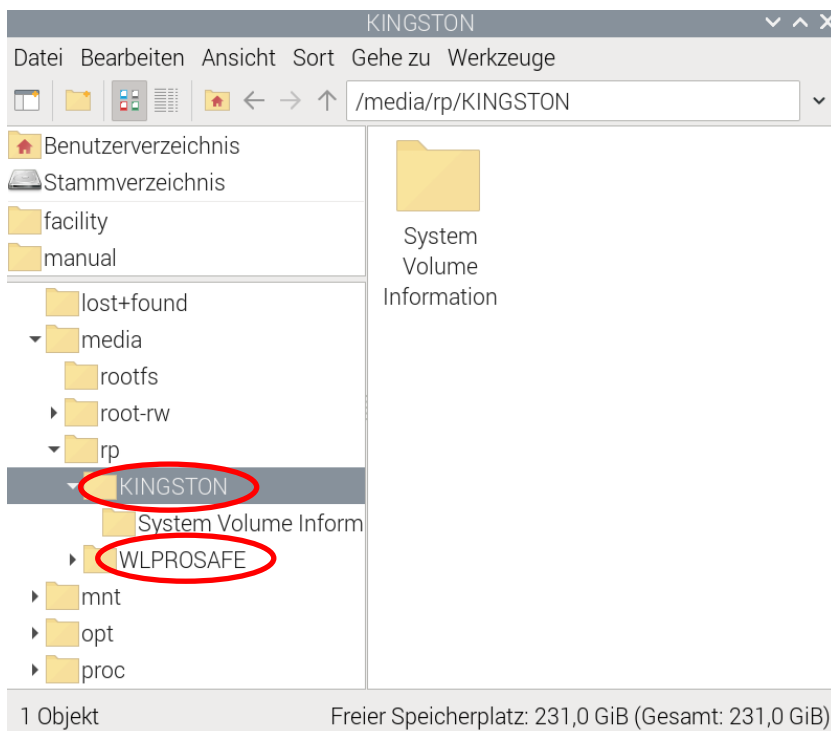 KINGSTON
Datei Bearbeiten Ansicht Sort Gehe zu Werkzeuge
/media/rp/KINGSTON
Benutzerverzeichnis
Stammverzeichnis
facility
manual
lost+found
media
rootfs
root-rw
rp
KINGSTON
System Volume Inform
WLPROSAFE
mnt
opt
proc
System
Volume
Information
1 Objekt
Freier Speicherplatz: 231,0 GiB (Gesamt: 231,0 GiB)